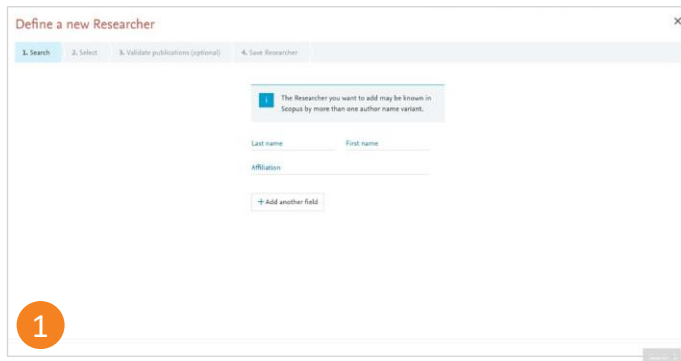 Define a new Researcher
×
1. Search 2. Select 3. Validate publications (optional) 4. Save Researcher
i The Researcher you want to add may be known in
Scopus by more than one author name variant.
Last name First name
Affiliation
+ Add another field
1